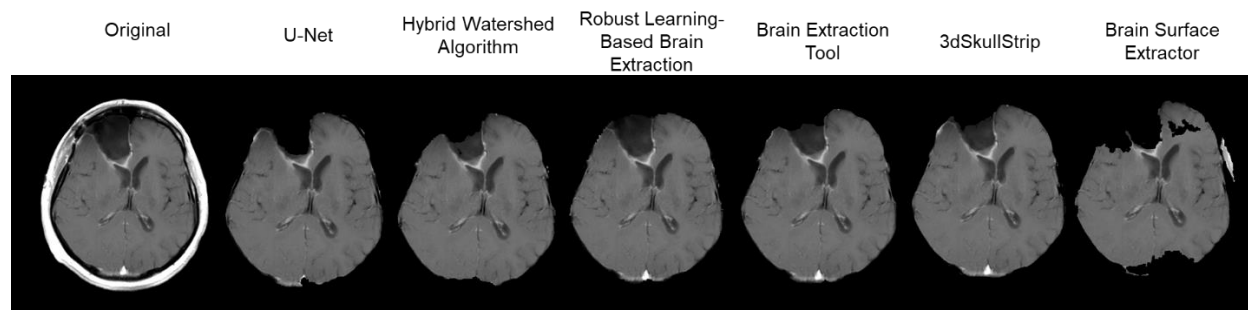 Original
U-Net
Hybrid Watershed
Algorithm
Robust Learning-
Based Brain
Extraction
Brain Extraction
Tool
3dSkullStrip
Brain Surface
Extractor